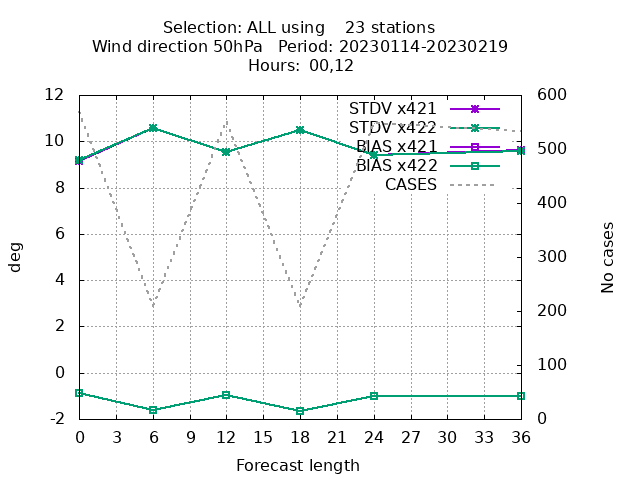 Selection: ALL using 23 stations
Wind direction 50hPa Period: 20230114-20230219
Hours: 00,12
STDV x421
STDV x422
BIAS x421
BIAS x422
CASES
12
10
8
6
4
2
0
-2
600
500
400
300
200
100
0
deg
No cases
0 3 6 9 12 15 18 21 24 27 30 33 36
Forecast length